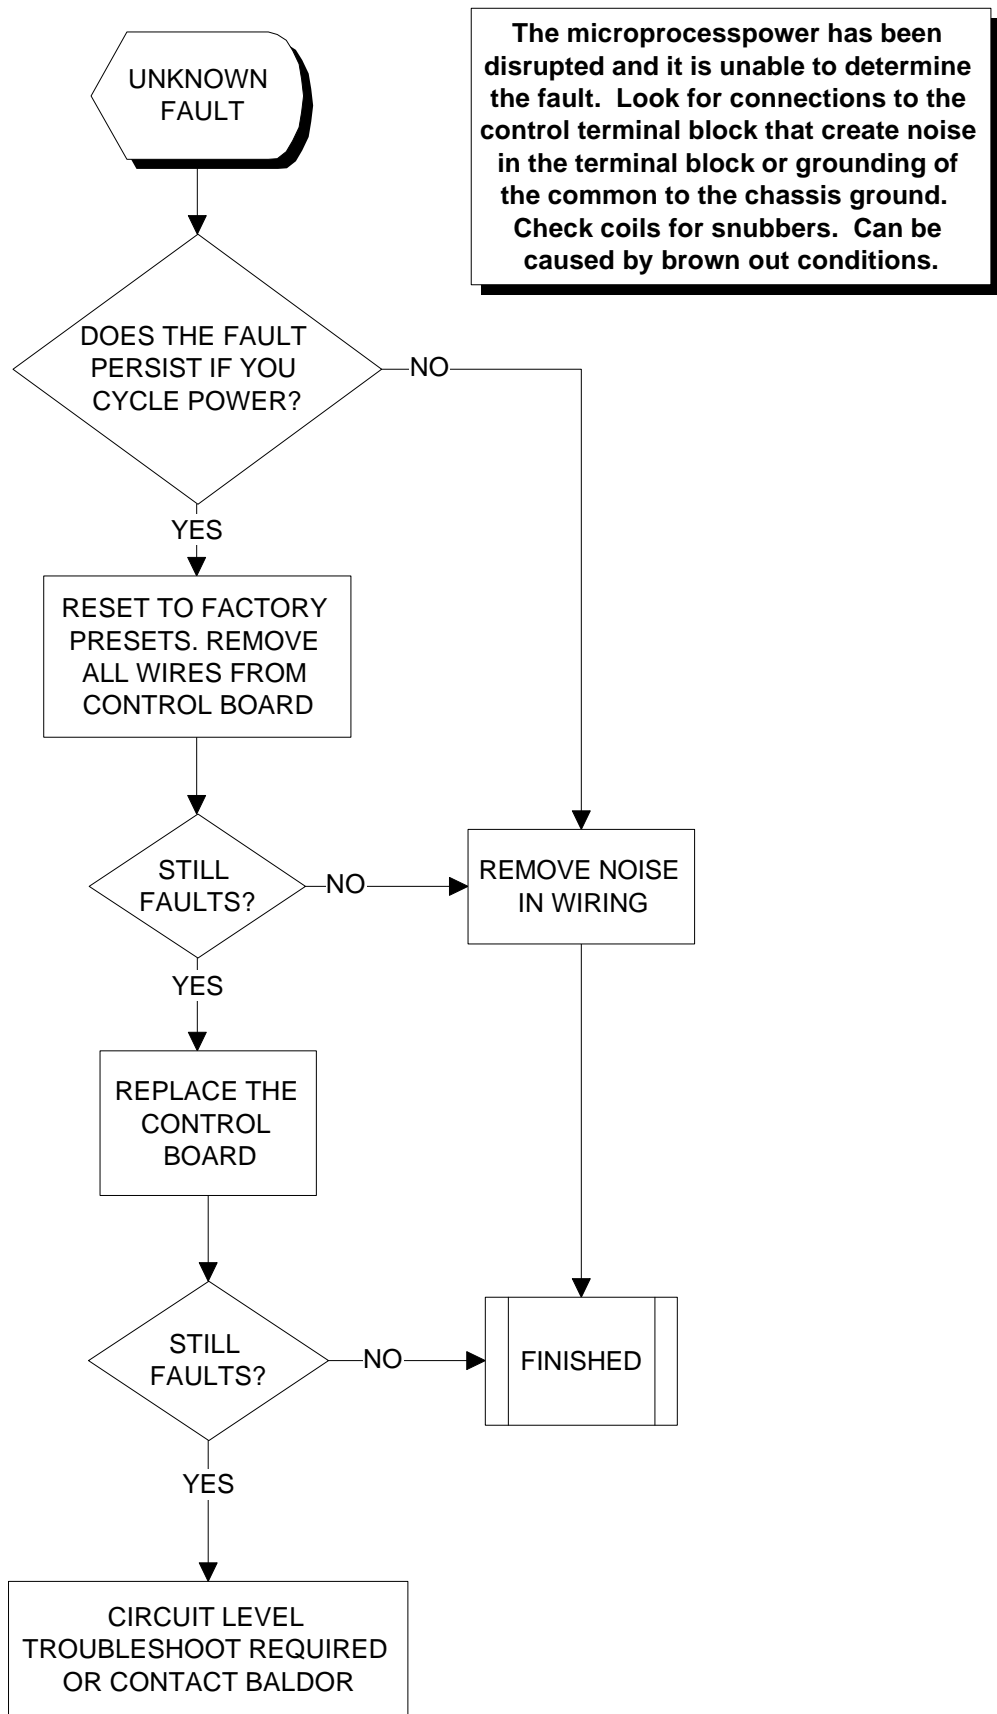 UNKNOWN
FAULT
The microprocesspower has been
disrupted and it is unable to determine
the fault.  Look for connections to the
control terminal block that create noise
in the terminal block or grounding of
the common to the chassis ground.
Check coils for snubbers.  Can be
caused by brown out conditions.
DOES THE FAULT
PERSIST IF YOU
CYCLE POWER?
NO
YES
RESET TO FACTORY
PRESETS. REMOVE
ALL WIRES FROM
CONTROL BOARD
STILL
FAULTS?
NO
REMOVE NOISE
IN WIRING
YES
REPLACE THE
CONTROL
BOARD
STILL
FAULTS?
NO
FINISHED
YES
CIRCUIT LEVEL
TROUBLESHOOT REQUIRED
OR CONTACT BALDOR